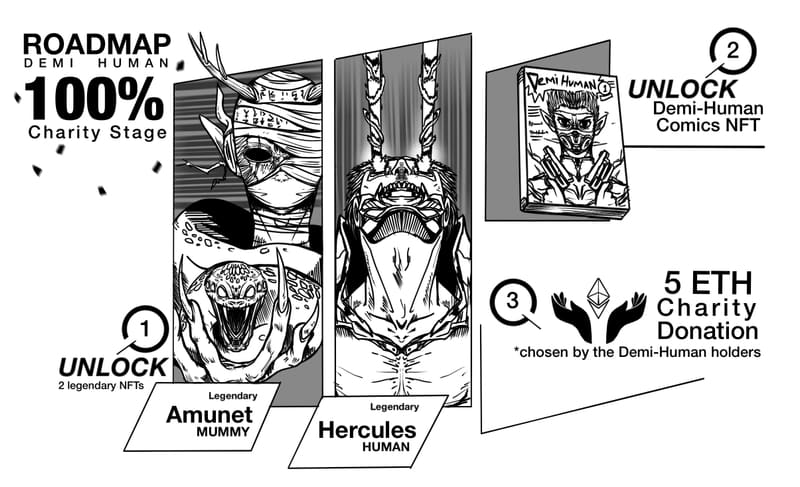 ROADMAP
DEMI HUMAN
100%
Charity Stage
1
UNLOCK
2 legendary NFTs
Legendary
Amunet
MUMMY
Legendary
Hercules
HUMAN
2
UNLOCK
Demi-Human
Comics NFT
Demi Human
1
3
5 ETH
Charity
Donation
*chosen by the Demi-Human holders